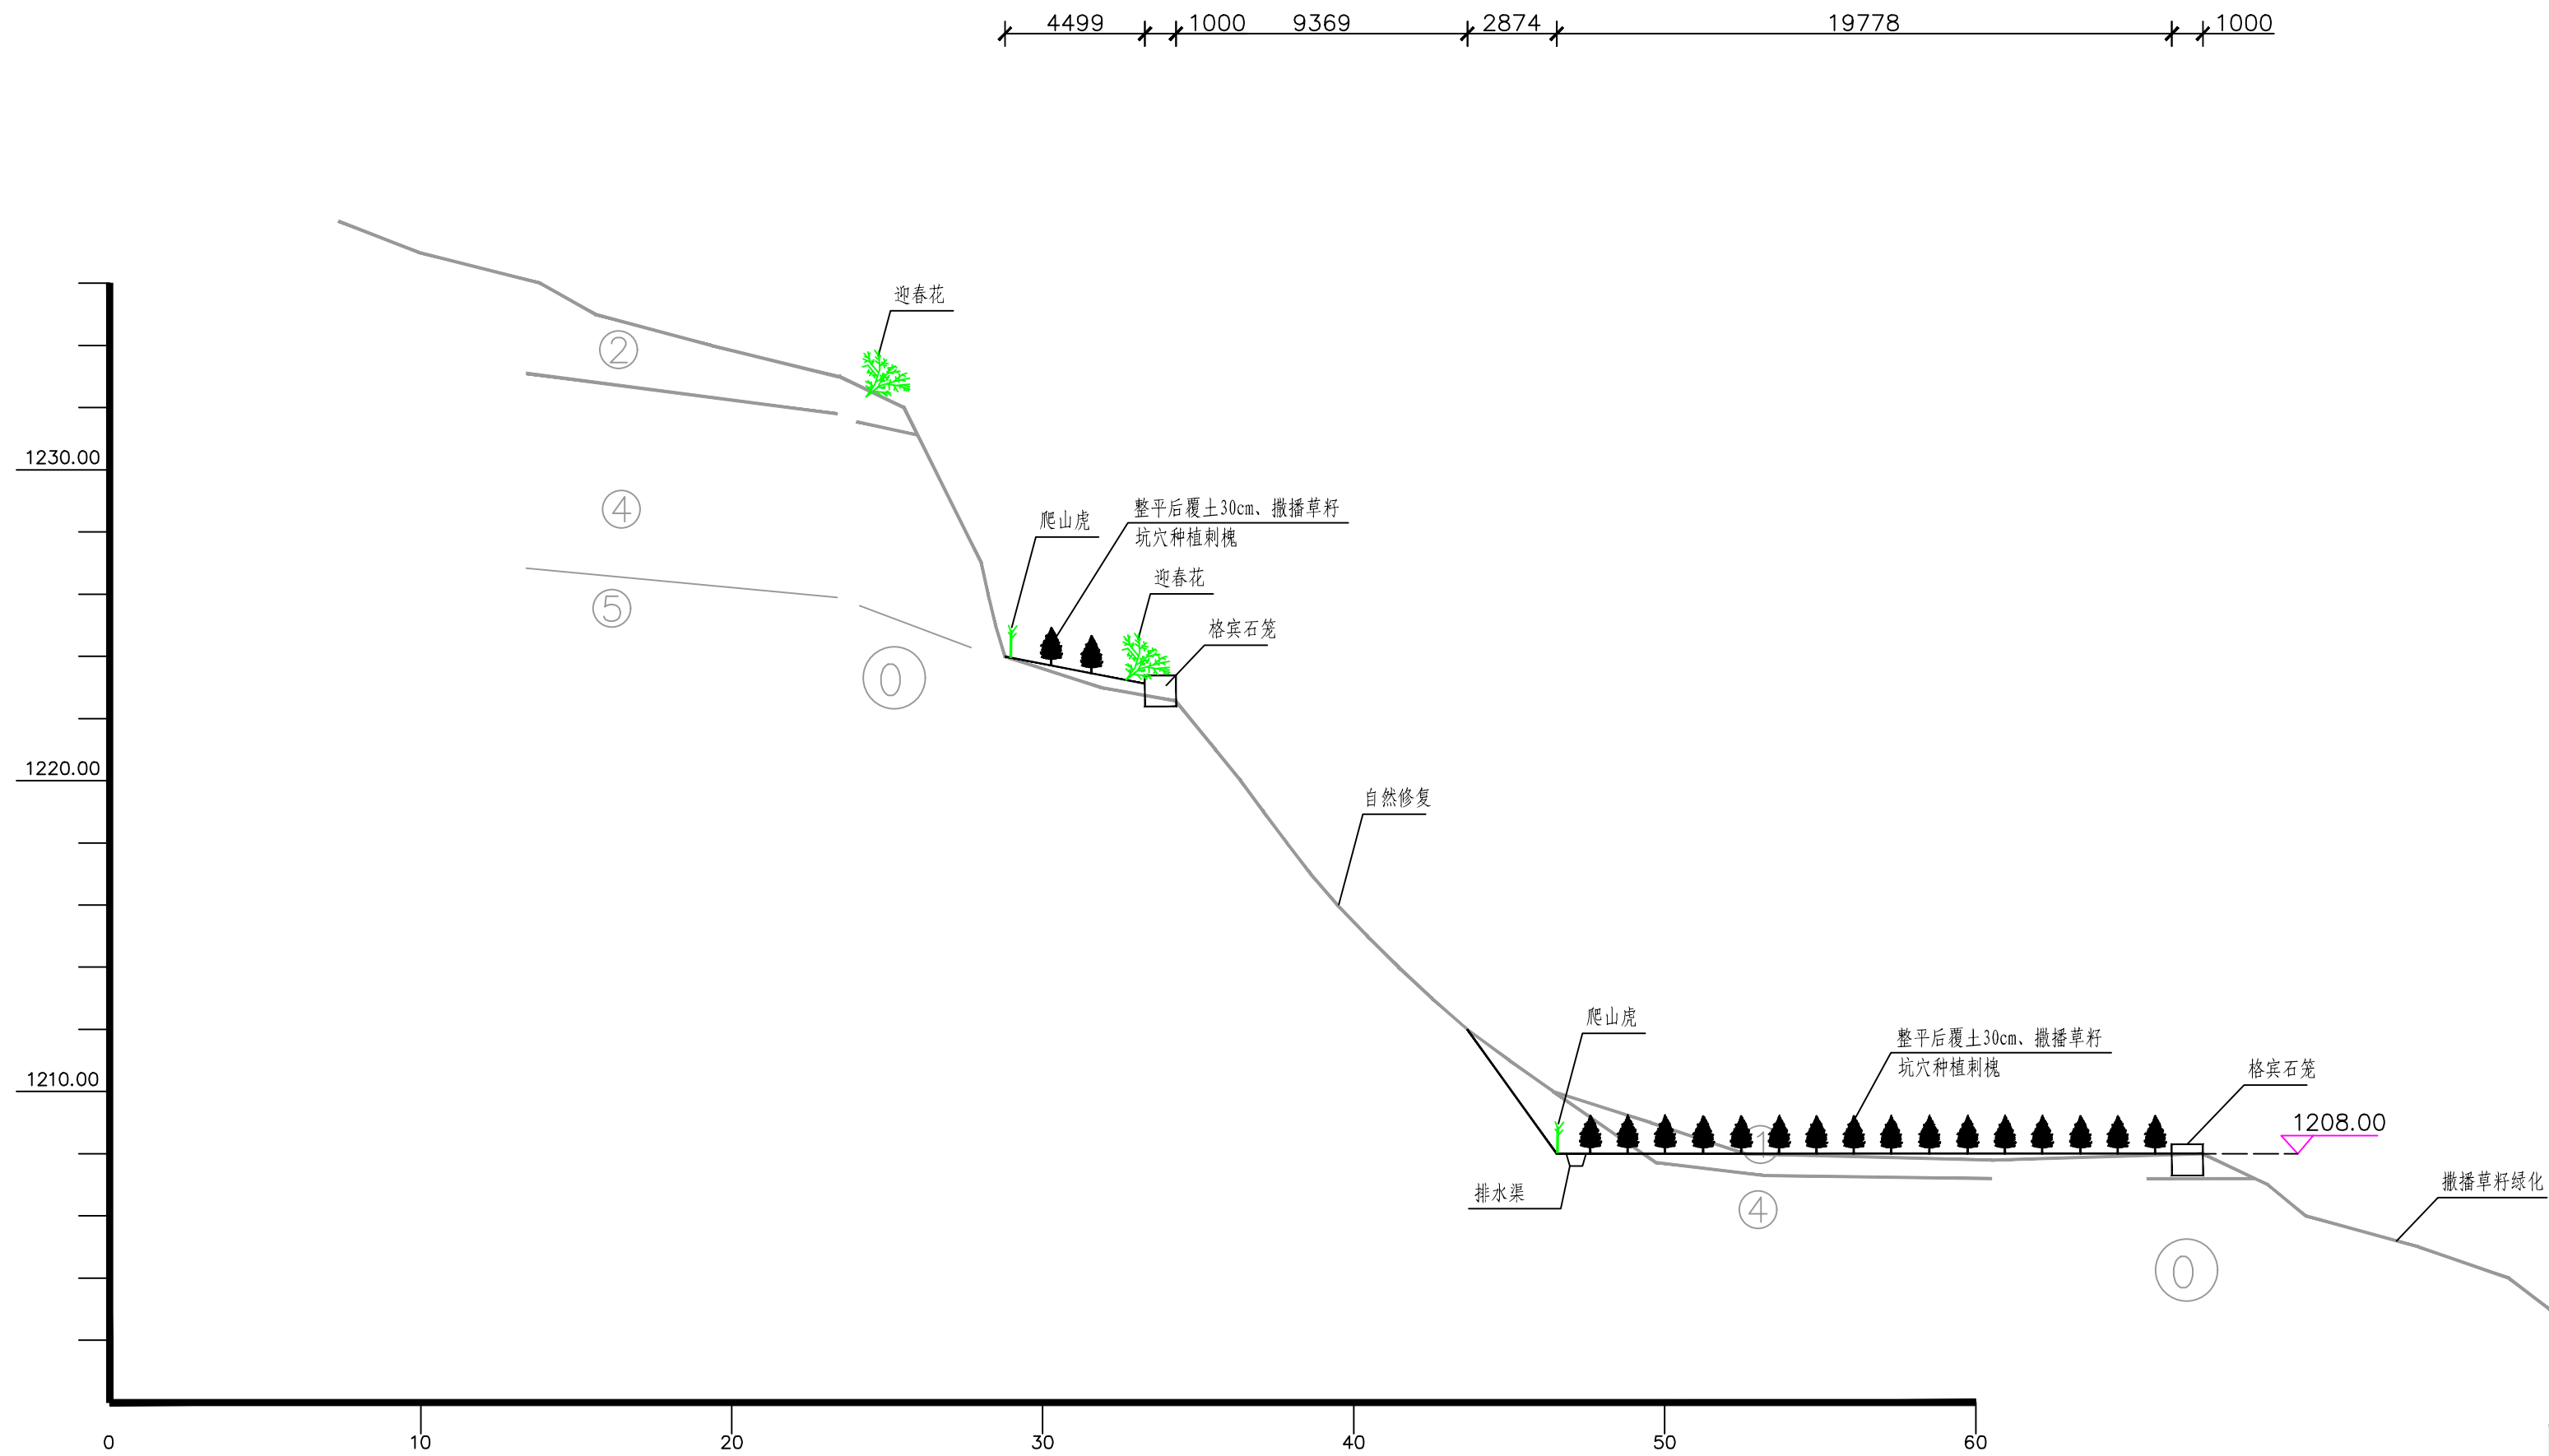 4499 1000 9369 2874 19778 1000
迎春花
②
1230.00
④
整平后覆土30cm、撒播草籽
爬山虎
坑穴种植刺槐
迎春花
⑤
格宾石笼
0
1220.00
自然修复
爬山虎
整平后覆土30cm、撒播草籽
坑穴种植刺槐
格宾石笼
1210.00
1208.00
①
撒播草籽绿化
排水渠
④
0
0 10 20 30 40 50 60